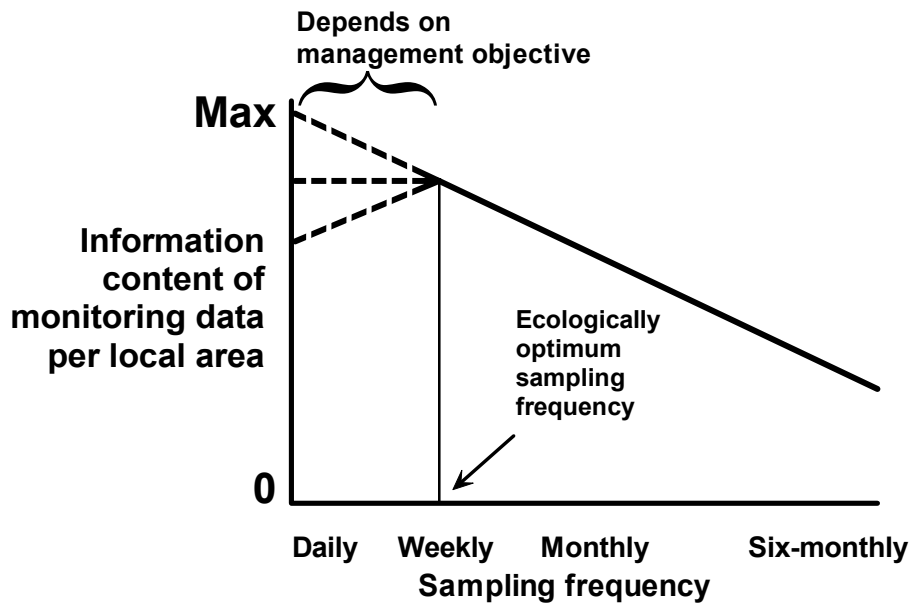 Depends on
management objective
Max
Information
content of
monitoring data
per local area
Ecologically
optimum
sampling
frequency
0
Daily Weekly Monthly Six-monthly
Sampling frequency